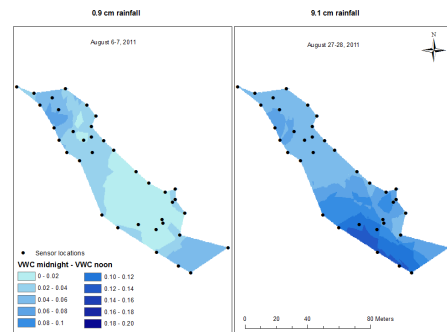 0.9 cm rainfall
9.1 cm rainfall
August 6-7, 2011
August 27-28, 2011
N
Sensor locations
VWC midnight - VWC noon
0 - 0.02
0.02 - 0.04
0.04 - 0.06
0.06 - 0.08
0.08 - 0.1
0.10 - 0.12
0.12 - 0.14
0.14 - 0.16
0.16 - 0.18
0.18 - 0.20
0 20 40 80 Meters